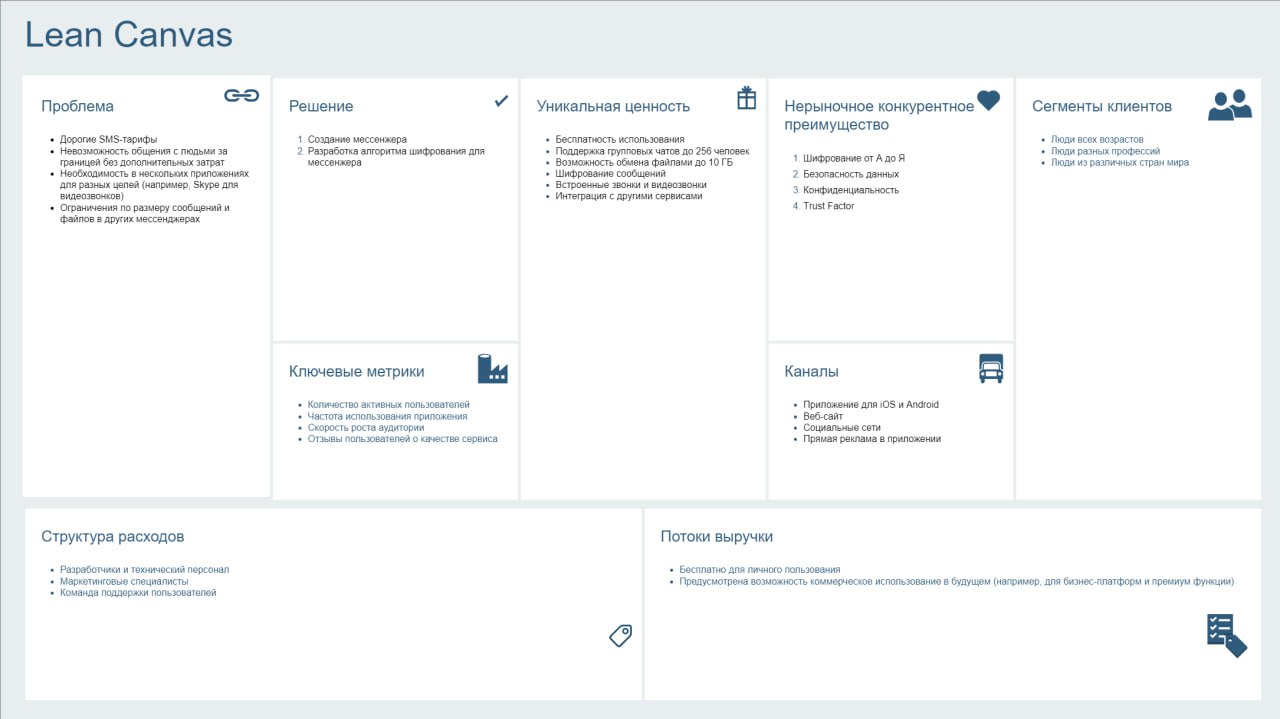 Lean Canvas
Проблема
• Дорогие SMS-тарифы
• Невозможность общения с людьми за
границей без дополнительных затрат
• Необходимость в нескольких приложениях
для разных целей (например, Skype для
видеозвонков)
• Ограничения по размеру сообщений и
файлов в других мессенджерах
Решение
1. Создание мессенжера
2. Разработка алгоритма шифрования для
мессенжера
Ключевые метрики
• Количество активных пользователей
• Частота использования приложения
• Скорость роста аудитории
• Отзывы пользователей о качестве сервиса
Уникальная ценность
• Бесплатность использования
• Поддержка групповых чатов до 256 человек
• Возможность обмена файлами до 10 ГБ
• Шифрование сообщений
• Встроенные звонки и видеозвонки
• Интеграция с другими сервисами
Нерыночное конкурентное
преимущество
1. Шифрование от А до Я
2. Безопасность данных
3. Конфиденциальность
4. Trust Factor
Каналы
• Приложение для iOS и Android
• Веб-сайт
• Социальные сети
• Прямая реклама в приложении
Сегменты клиентов
• Люди всех возрастов
• Люди разных профессий
• Люди из различных стран мира
Структура расходов
• Разработчики и технический персонал
• Маркетинговые специалисты
• Команда поддержки пользователей
Потоки выручки
• Бесплатно для личного пользования
• Предусмотрена возможность коммерческое использование в будущем (например, для бизнес-платформ и премиум функции)